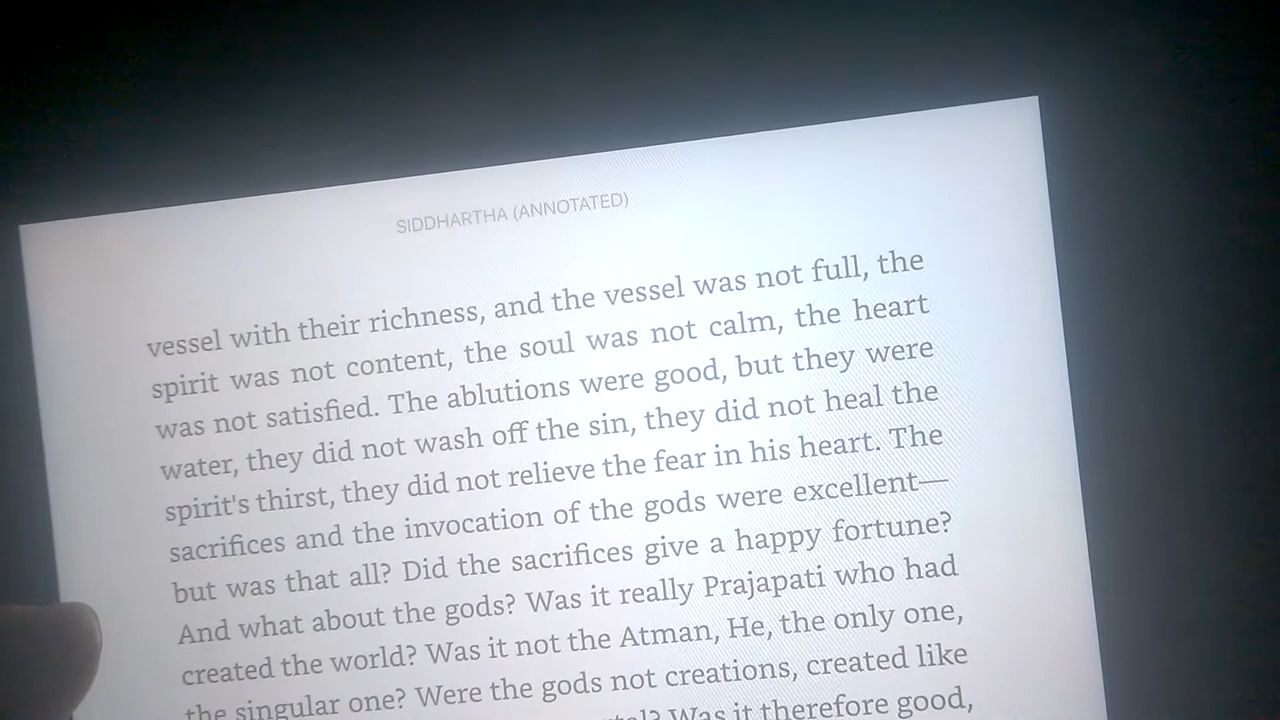 SIDDHARTHA (ANNOTATED)
vessel with their richness, and the vessel was not full, the
spirit was not content, the soul was not calm, the heart
was not satisfied. The ablutions were good, but they were
water, they did not wash off the sin, they did not heal the
spirit's thirst, they did not relieve the fear in his heart. The
sacrifices and the invocation of the gods were excellent—
but was that all? Did the sacrifices give a happy fortune?
And what about the gods? Was it really Prajapati who had
created the world? Was it not the Atman, He, the only one,
the singular one? Were the gods not creations, created like
Was it therefore good,